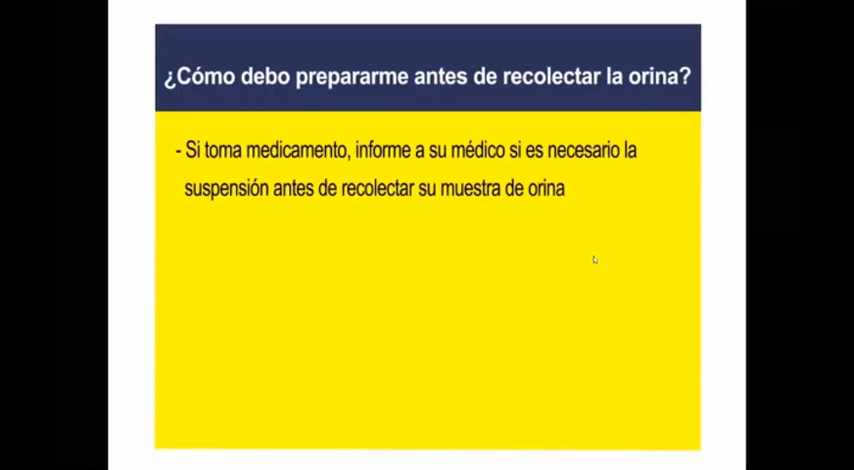 ¿Cómo debo prepararme antes de recolectar la orina?
- Si toma medicamento, informe a su médico si es necesario la
suspensión antes de recolectar su muestra de orina